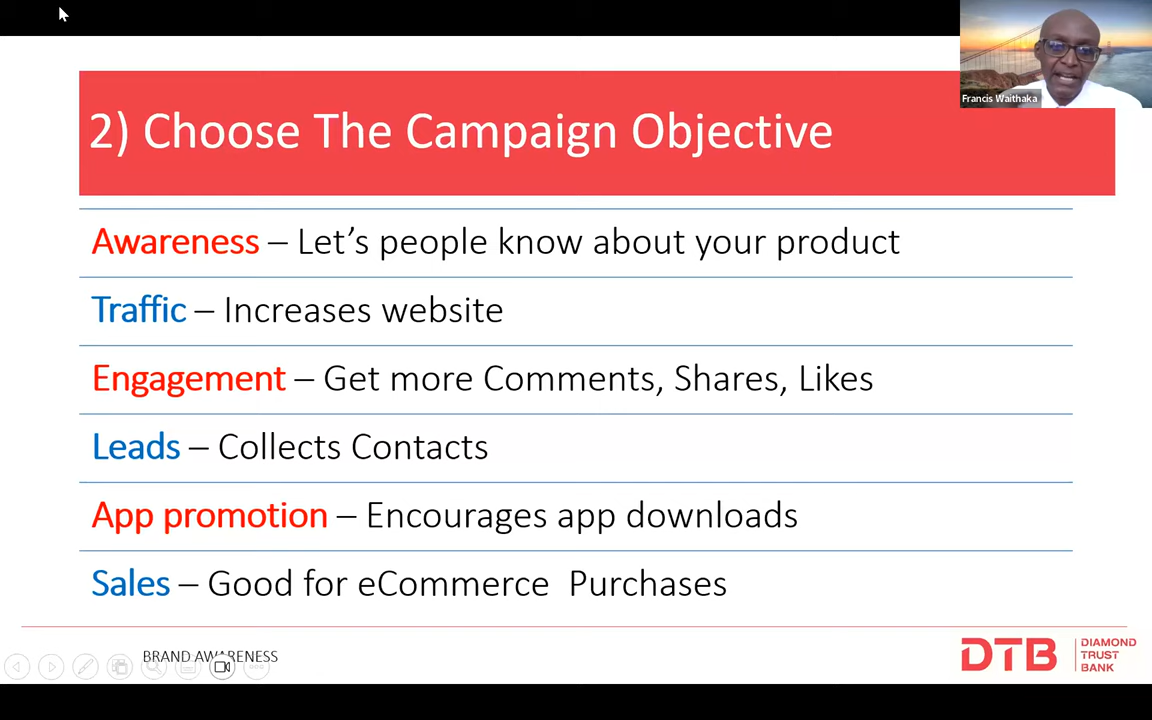 Francis Waithaka
2) Choose The Campaign Objective
Awareness – Let's people know about your product
Traffic – Increases website
Engagement – Get more Comments, Shares, Likes
Leads – Collects Contacts
App promotion – Encourages app downloads
Sales – Good for eCommerce  Purchases
BRAND AWARENESS
DTB
DIAMOND
TRUST
BANK